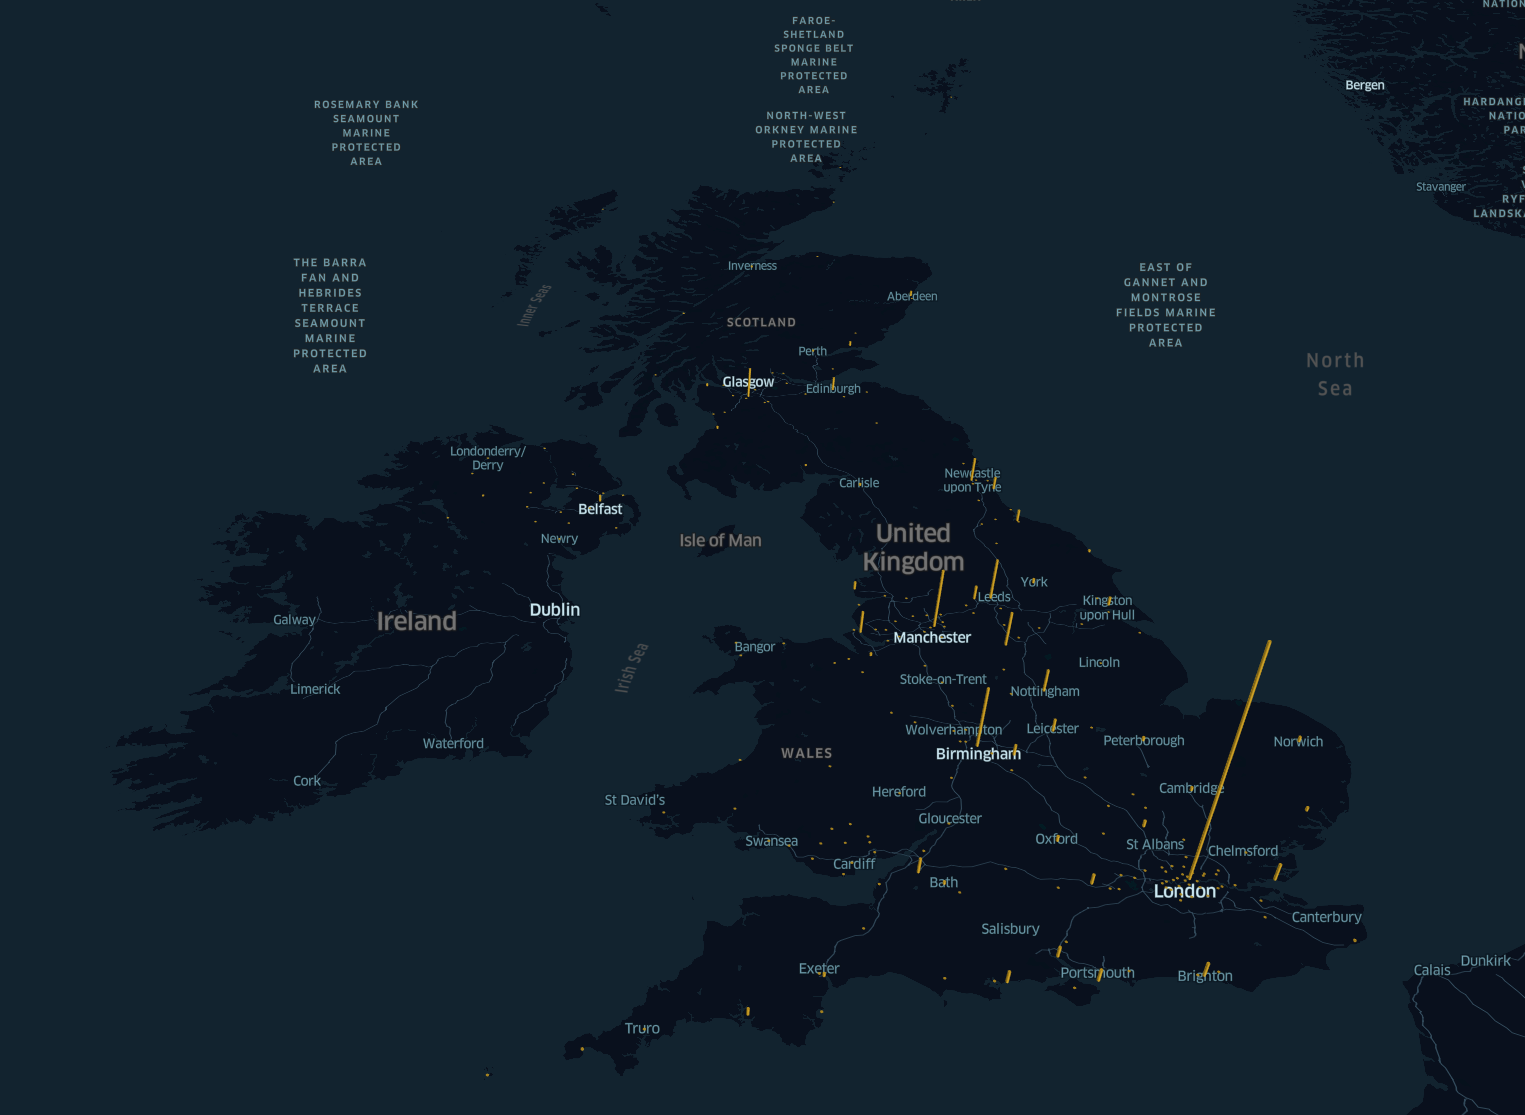 FAROE-
SHETLAND
SPONGE BELT
MARINE
PROTECTED
AREA
NATION
Bergen
ROSEMARY BANK
SEAMOUNT
MARINE
PROTECTED
AREA
NORTH-WEST
ORKNEY MARINE
PROTECTED
AREA
HARDANG
NATIO
PAR
Stavanger
RYF
LANDSKA
THE BARRA
FAN AND
HEBRIDES
TERRACE
SEAMOUNT
MARINE
PROTECTED
AREA
Inner Seas
Inverness
Aberdeen
SCOTLAND
EAST OF
GANNET AND
MONTROSE
FIELDS MARINE
PROTECTED
AREA
North
Sea
Perth
Glasgow
Edinburgh
Londonderry/
Derry
Carlisle
Newcastle
upon Tyne
Belfast
Newry
Isle of Man
United
Kingdom
York
Leeds
Kingston
upon Hull
Dublin
Galway
Ireland
Manchester
Bangor
Irish Sea
Lincoln
Limerick
Stoke-on-Trent
Nottingham
Waterford
Wolverhampton
Leicester
Peterborough
Norwich
WALES
Birmingham
Cork
St David's
Hereford
Cambridge
Gloucester
Swansea
Oxford
St Albans
Chelmsford
Cardiff
Bath
London
Canterbury
Salisbury
Exeter
Portsmouth
Brighton
Calais
Dunkirk
Truro